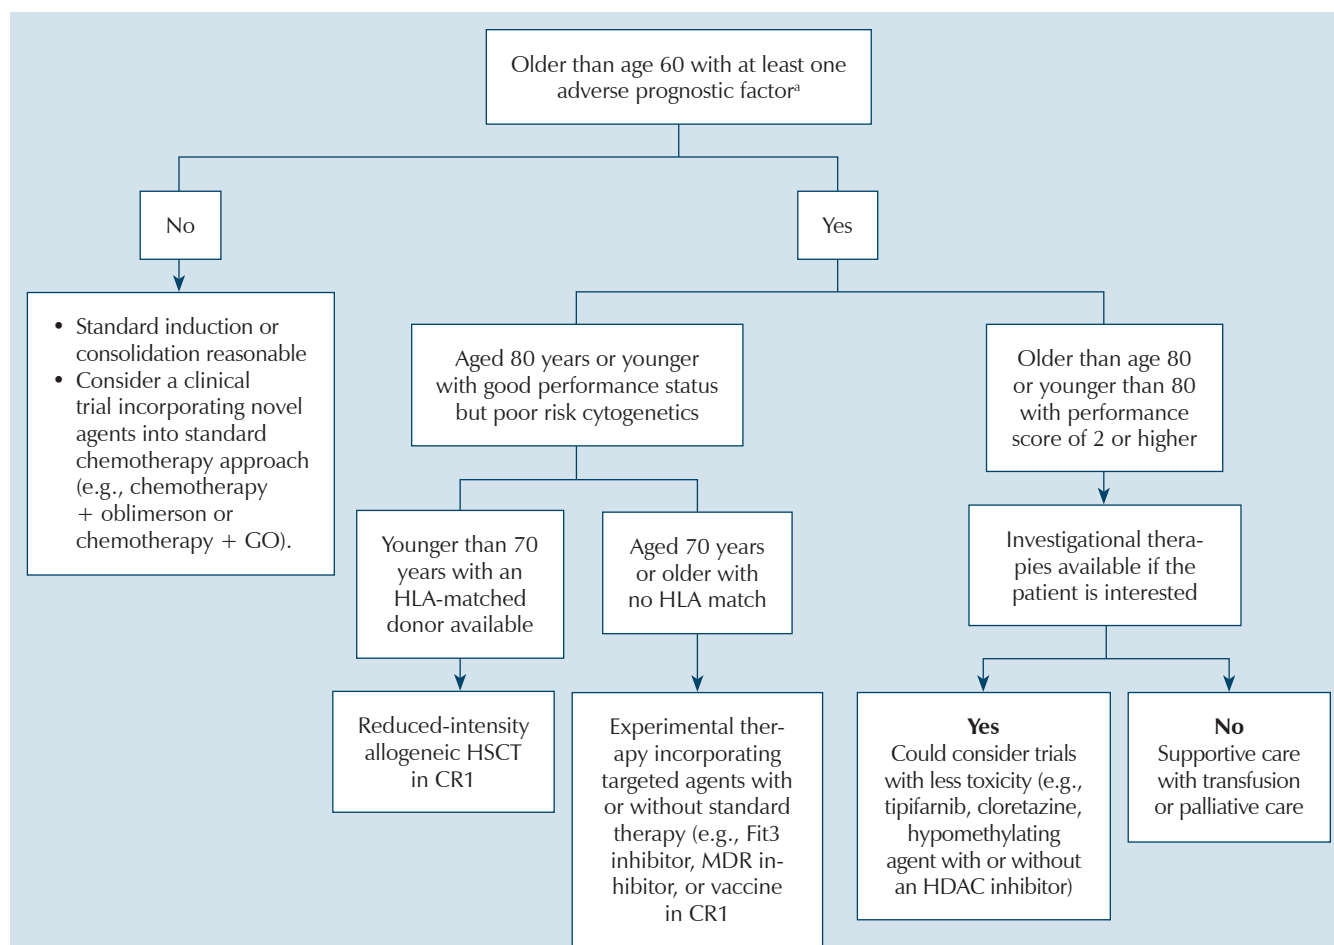 Older than age 60 with at least one
adverse prognostic factorᵃ
No
Yes
• Standard induction or
consolidation reasonable
• Consider a clinical
trial incorporating novel
agents into standard
chemotherapy approach
(e.g., chemotherapy
+ oblimerson or
chemotherapy + GO).
Aged 80 years or younger
with good performance status
but poor risk cytogenetics
Older than age 80
or younger than 80
with performance
score of 2 or higher
Younger than 70
years with an
HLA-matched
donor available
Aged 70 years
or older with
no HLA match
Investigational thera-
pies available if the
patient is interested
Reduced-intensity
allogeneic HSCT
in CR1
Experimental ther-
apy incorporating
targeted agents with
or without standard
therapy (e.g., Fit3
inhibitor, MDR in-
hibitor, or vaccine
in CR1
Yes
Could consider trials
with less toxicity (e.g.,
tipifarnib, cloretazine,
hypomethylating
agent with or without
an HDAC inhibitor)
No
Supportive care
with transfusion
or palliative care